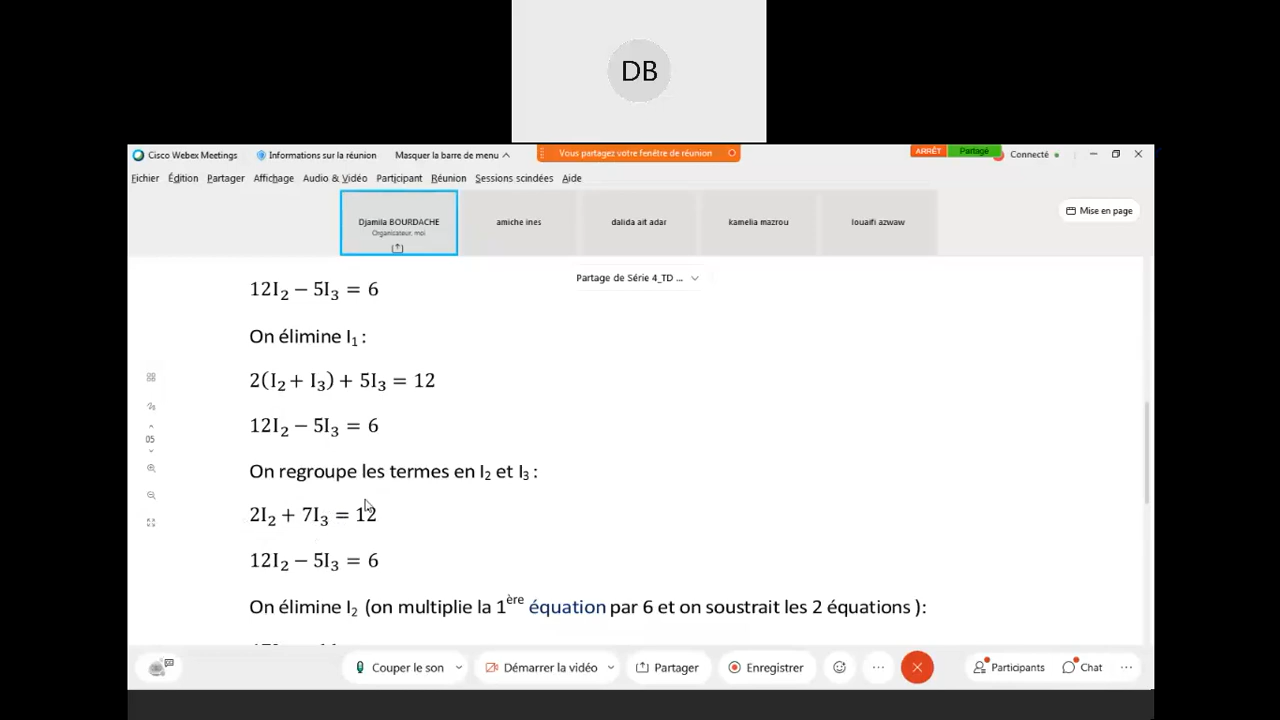 DB
Cisco Webex Meetings
Informations sur la réunion
Masquer la barre de menu
Vous partagez votre fenêtre de réunion
ARRÊT
Partagé
Connecté
Fichier Édition Partager Affichage Audio & Vidéo Participant Réunion Sessions scindées Aide
Djamila BOURDACHE
Organisateur, moi
amiche ines
dalida ait adar
kamelia mazrou
louaifi azwaw
Mise en page
Partage de Série 4_TD ...
12I₂ − 5I₃ = 6
On élimine I₁ :
2(I₂ + I₃) + 5I₃ = 12
12I₂ − 5I₃ = 6
On regroupe les termes en I₂ et I₃ :
2I₂ + 7I₃ = 12
12I₂ − 5I₃ = 6
On élimine I₂ (on multiplie la 1ère équation par 6 et on soustrait les 2 équations ):
05
Couper le son
Démarrer la vidéo
Partager
Enregistrer
Participants
Chat